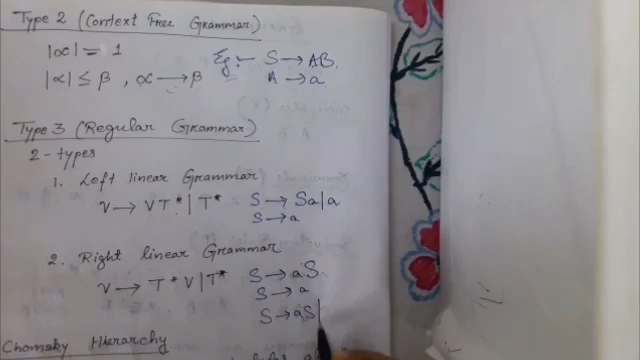 Type 2 (Context Free Grammar)
|α| = 1
|α| ≤ β , α → β
Eg:- S → AB.
A → a
Type 3 (Regular Grammar)
2-types
1. Left linear Grammar
V → VT* | T*
S → Sa|a
S → a
2. Right linear Grammar
V → T*V | T*
S → aS
S → a
S → aS|
Chomsky Hierarchy